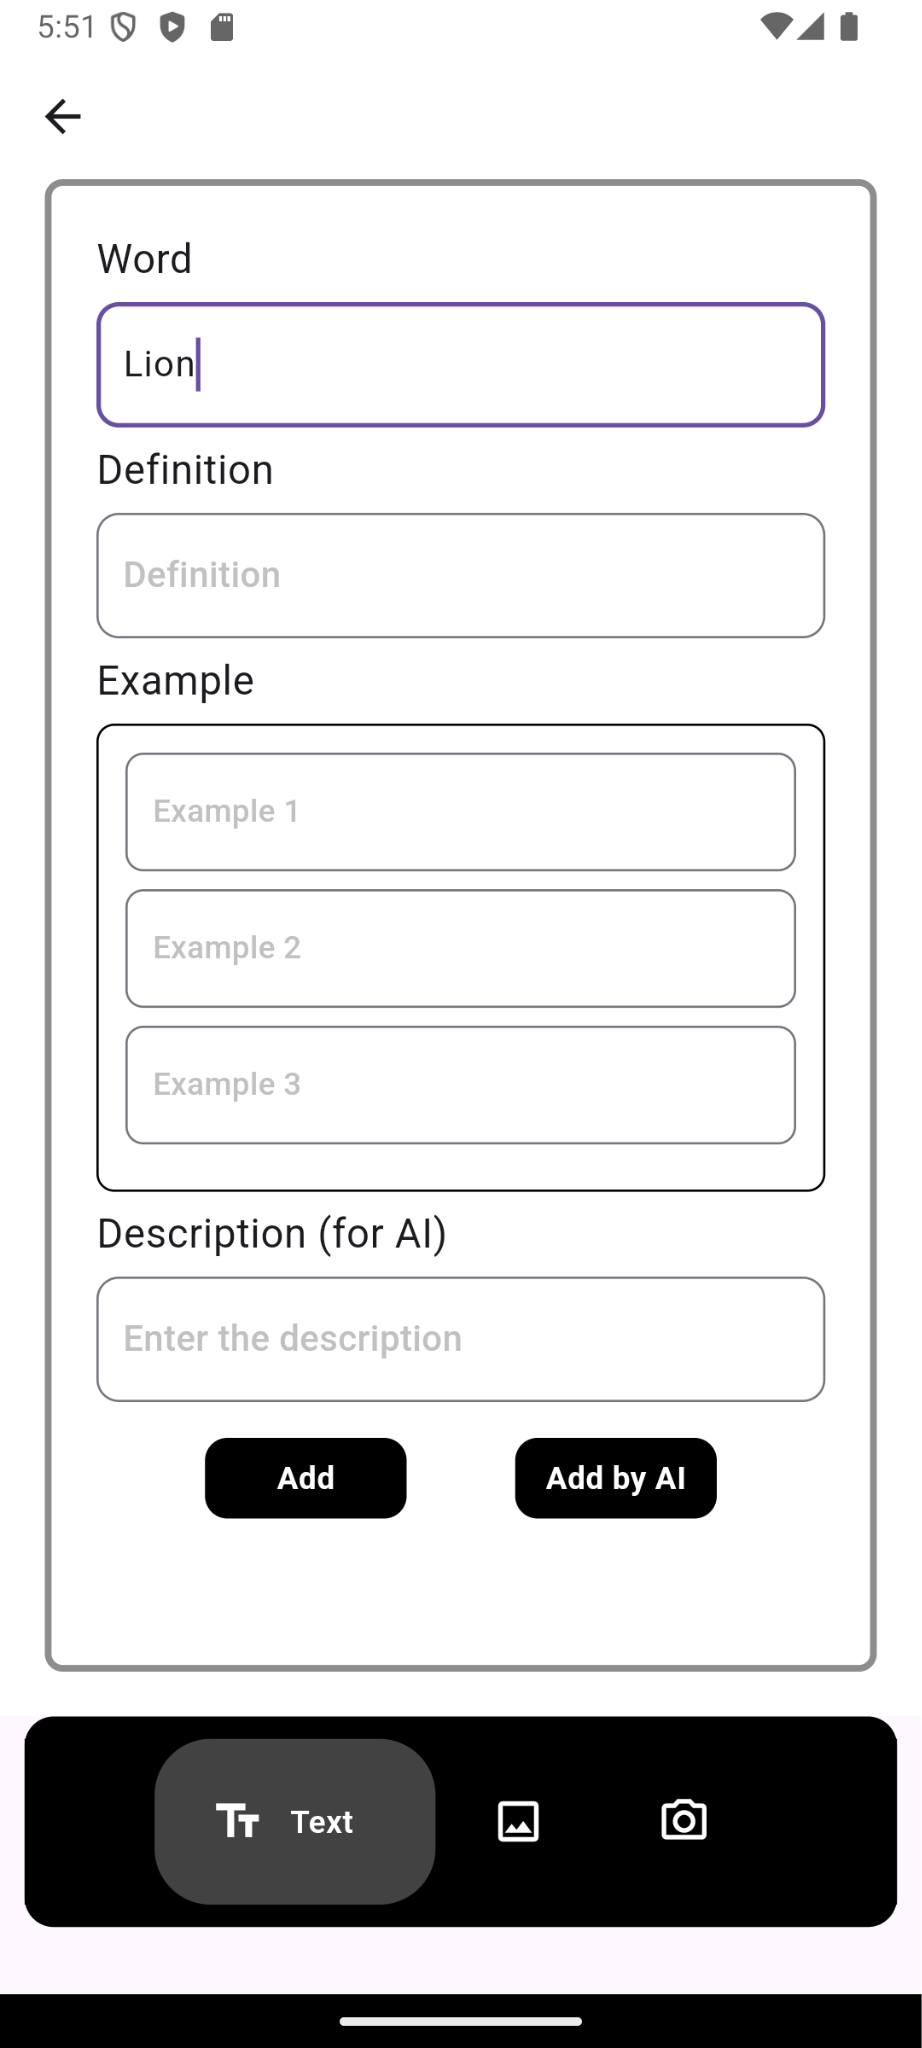 5:51
Word
Lion
Definition
Definition
Example
Example 1
Example 2
Example 3
Description (for AI)
Enter the description
Add
Add by AI
Text